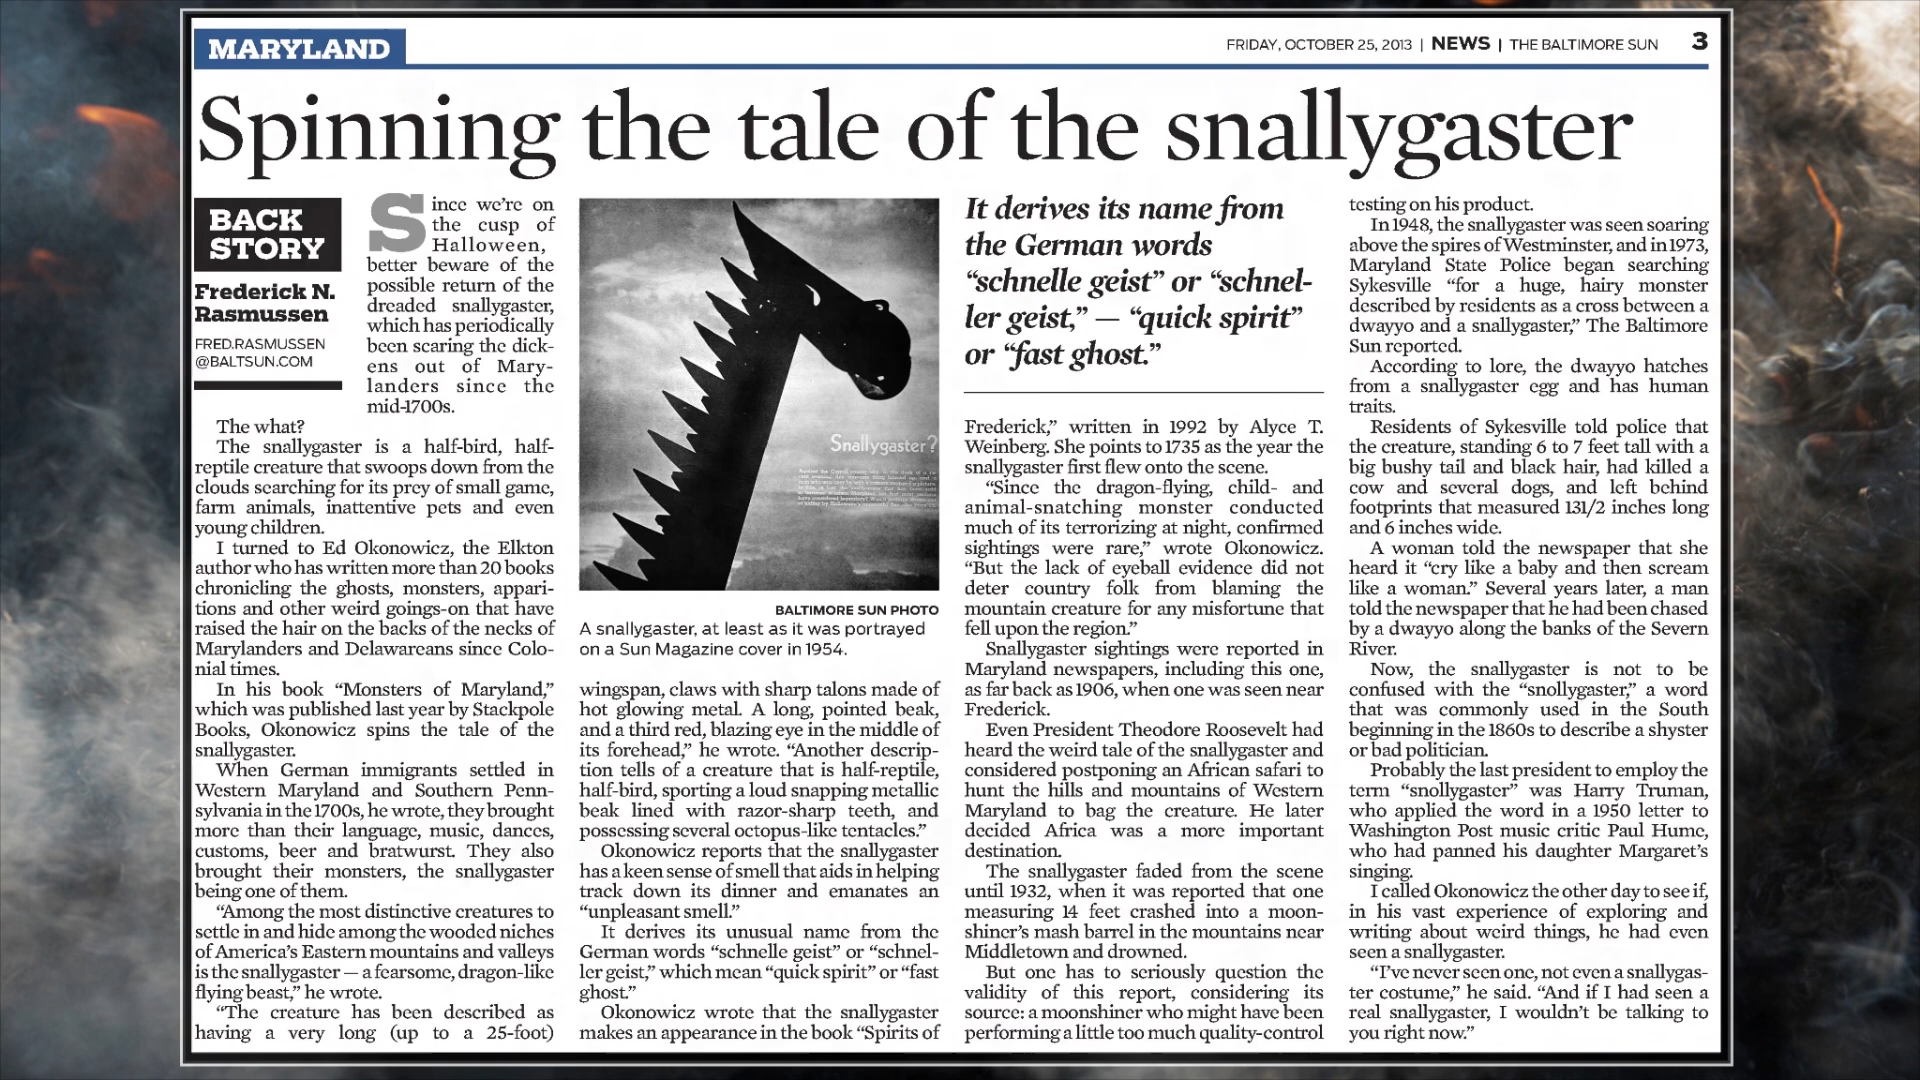 MARYLAND
FRIDAY, OCTOBER 25, 2013 | NEWS | THE BALTIMORE SUN 3
Spinning the tale of the snallygaster
BACK
STORY
Frederick N.
Rasmussen
FRED.RASMUSSEN
@BALTSUN.COM
Since we’re on
the cusp of
Halloween,
better beware of the
possible return of the
dreaded snallygaster,
which has periodically
been scaring the dick-
ens out of Mary-
landers since the
mid-1700s.
The what?
The snallygaster is a half-bird, half-
reptile creature that swoops down from the
clouds searching for its prey of small game,
farm animals, inattentive pets and even
young children.
I turned to Ed Okonowicz, the Elkton
author who has written more than 20 books
chronicling the ghosts, monsters, appari-
tions and other weird goings-on that have
raised the hair on the backs of the necks of
Marylanders and Delawareans since Colo-
nial times.
In his book “Monsters of Maryland,”
which was published last year by Stackpole
Books, Okonowicz spins the tale of the
snallygaster.
When German immigrants settled in
Western Maryland and Southern Penn-
sylvania in the 1700s, he wrote, they brought
more than their language, music, dances,
customs, beer and bratwurst. They also
brought their monsters, the snallygaster
being one of them.
“Among the most distinctive creatures to
settle in and hide among the wooded niches
of America’s Eastern mountains and valleys
is the snallygaster — a fearsome, dragon-like
flying beast,” he wrote.
“The creature has been described as
having a very long (up to a 25-foot)
Snallygaster?
BALTIMORE SUN PHOTO
A snallygaster, at least as it was portrayed
on a Sun Magazine cover in 1954.
wingspan, claws with sharp talons made of
hot glowing metal. A long, pointed beak,
and a third red, blazing eye in the middle of
its forehead,” he wrote. “Another descrip-
tion tells of a creature that is half-reptile,
half-bird, sporting a loud snapping metallic
beak lined with razor-sharp teeth, and
possessing several octopus-like tentacles.”
Okonowicz reports that the snallygaster
has a keen sense of smell that aids in helping
track down its dinner and emanates an
“unpleasant smell.”
It derives its unusual name from the
German words “schnelle geist” or “schnel-
ler geist,” which mean “quick spirit” or “fast
ghost.”
Okonowicz wrote that the snallygaster
makes an appearance in the book “Spirits of
It derives its name from
the German words
“schnelle geist” or “schnel-
ler geist,” — “quick spirit”
or “fast ghost.”
Frederick,” written in 1992 by Alyce T.
Weinberg. She points to 1735 as the year the
snallygaster first flew onto the scene.
“Since the dragon-flying, child- and
animal-snatching monster conducted
much of its terrorizing at night, confirmed
sightings were rare,” wrote Okonowicz.
“But the lack of eyeball evidence did not
deter country folk from blaming the
mountain creature for any misfortune that
fell upon the region.”
Snallygaster sightings were reported in
Maryland newspapers, including this one,
as far back as 1906, when one was seen near
Frederick.
Even President Theodore Roosevelt had
heard the weird tale of the snallygaster and
considered postponing an African safari to
hunt the hills and mountains of Western
Maryland to bag the creature. He later
decided Africa was a more important
destination.
The snallygaster faded from the scene
until 1932, when it was reported that one
measuring 14 feet crashed into a moon-
shiner’s mash barrel in the mountains near
Middletown and drowned.
But one has to seriously question the
validity of this report, considering its
source: a moonshiner who might have been
performing a little too much quality-control
testing on his product.
In 1948, the snallygaster was seen soaring
above the spires of Westminster, and in 1973,
Maryland State Police began searching
Sykesville “for a huge, hairy monster
described by residents as a cross between a
dwayyo and a snallygaster,” The Baltimore
Sun reported.
According to lore, the dwayyo hatches
from a snallygaster egg and has human
traits.
Residents of Sykesville told police that
the creature, standing 6 to 7 feet tall with a
big bushy tail and black hair, had killed a
cow and several dogs, and left behind
footprints that measured 131/2 inches long
and 6 inches wide.
A woman told the newspaper that she
heard it “cry like a baby and then scream
like a woman.” Several years later, a man
told the newspaper that he had been chased
by a dwayyo along the banks of the Severn
River.
Now, the snallygaster is not to be
confused with the “snollygaster,” a word
that was commonly used in the South
beginning in the 1860s to describe a shyster
or bad politician.
Probably the last president to employ the
term “snollygaster” was Harry Truman,
who applied the word in a 1950 letter to
Washington Post music critic Paul Hume,
who had panned his daughter Margaret’s
singing.
I called Okonowicz the other day to see if,
in his vast experience of exploring and
writing about weird things, he had even
seen a snallygaster.
“I’ve never seen one, not even a snallygas-
ter costume,” he said. “And if I had seen a
real snallygaster, I wouldn’t be talking to
you right now.”